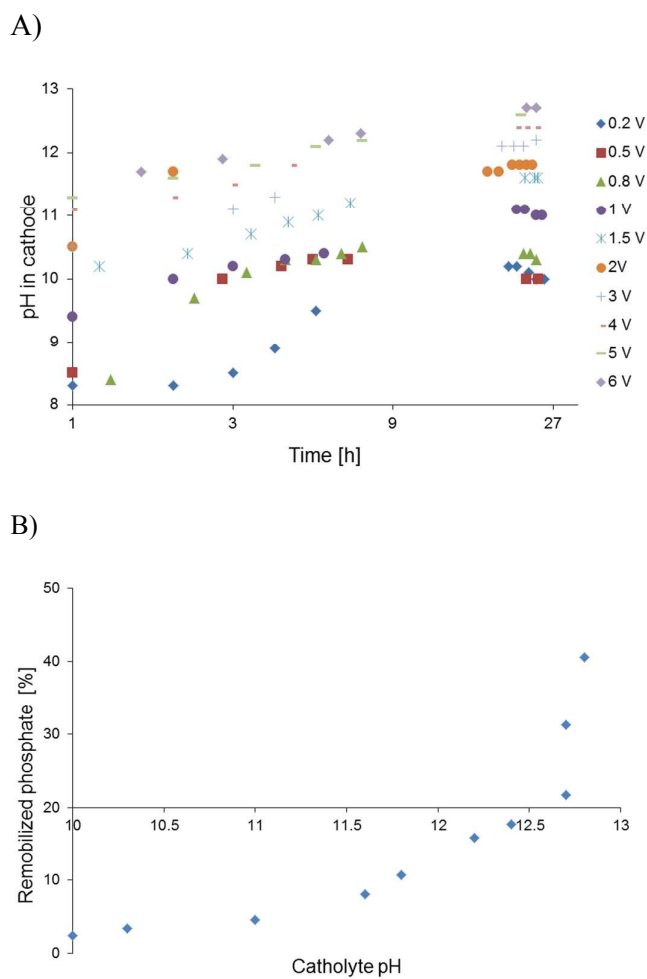 A)
13
12
11
10
9
8
pH in cathode
1
3
9
27
Time [h]
0.2 V
0.5 V
0.8 V
1 V
1.5 V
2V
3 V
4 V
5 V
6 V
B)
50
40
30
20
10
0
Remobilized phosphate [%]
10
10.5
11
11.5
12
12.5
13
Catholyte pH